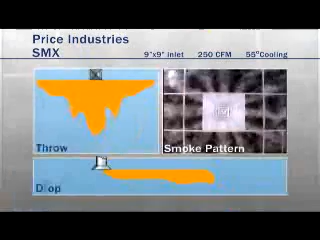 Price Industries
SMX 9"x9" Inlet 250 CFM 55°Cooling
Throw
Smoke Pattern
Drop